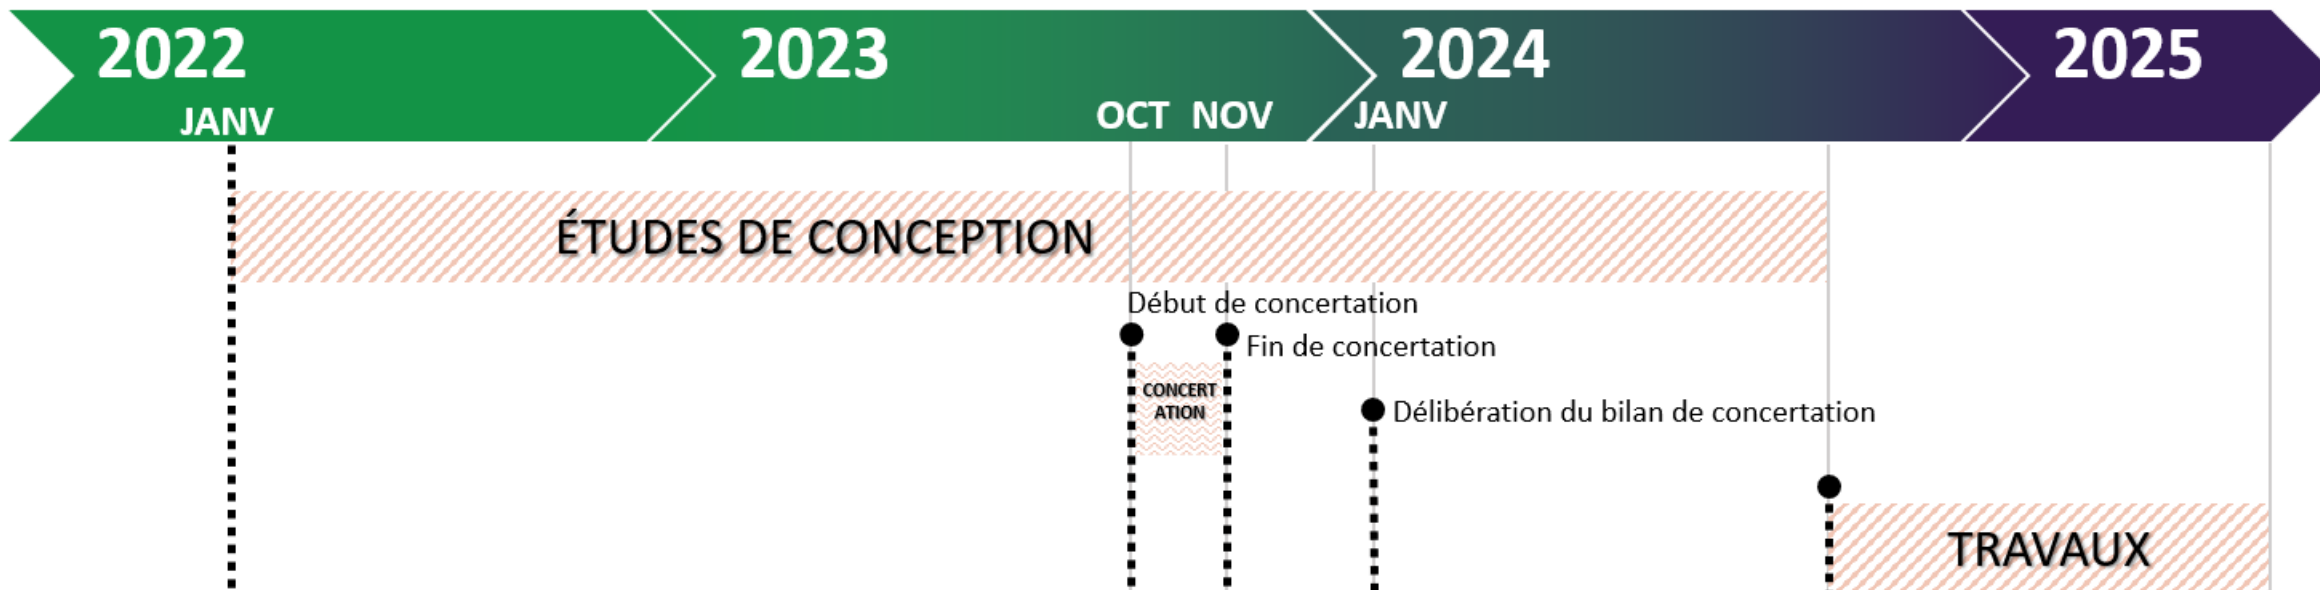 2022 2023 2024 2025
JANV OCT NOV JANV
ÉTUDES DE CONCEPTION
Début de concertation
Fin de concertation
CONCERT
ATION
Délibération du bilan de concertation
TRAVAUX